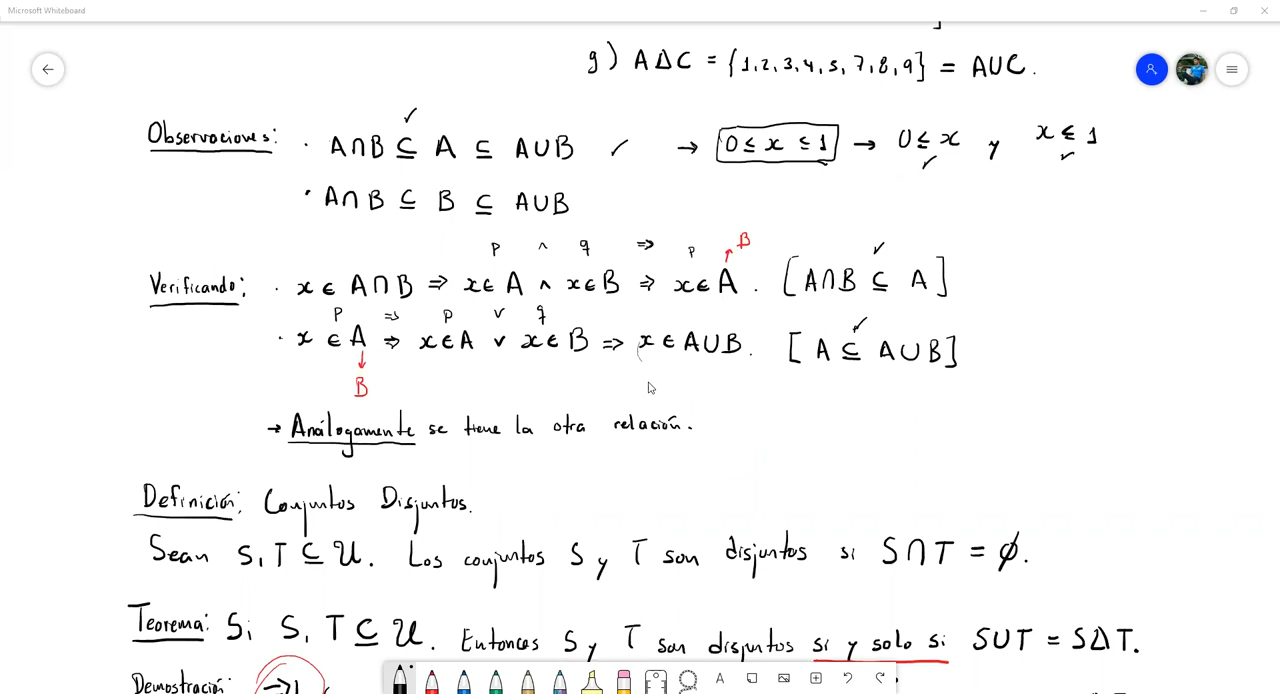 Microsoft Whiteboard
g) A Δ C = {1, 2, 3, 4, 5, 7, 8, 9} = A∪C.
Observaciones: · A∩B ⊆ A ⊆ A∪B ✓ → 0 ≤ x ≤ 1 → 0 ≤ x y x ≤ 1
· A∩B ⊆ B ⊆ A∪B
p ∧ q ⇒ p B
Verificando: · x ∈ A∩B ⇒ x ∈ A ∧ x ∈ B ⇒ x ∈ A. [A∩B ⊆ A]
p ⇒ p ∨ q
· x ∈ A ⇒ x ∈ A ∨ x ∈ B ⇒ x ∈ A∪B. [A ⊆ A∪B]
B
→ Análogamente se tiene la otra relación.
Definición: Conjuntos Disjuntos.
Sean S, T ⊆ U. Los conjuntos S y T son disjuntos si S∩T = ∅.
Teorema: Si S, T ⊆ U. Entonces S y T son disjuntos si y solo si S∪T = SΔT.
Demostración: